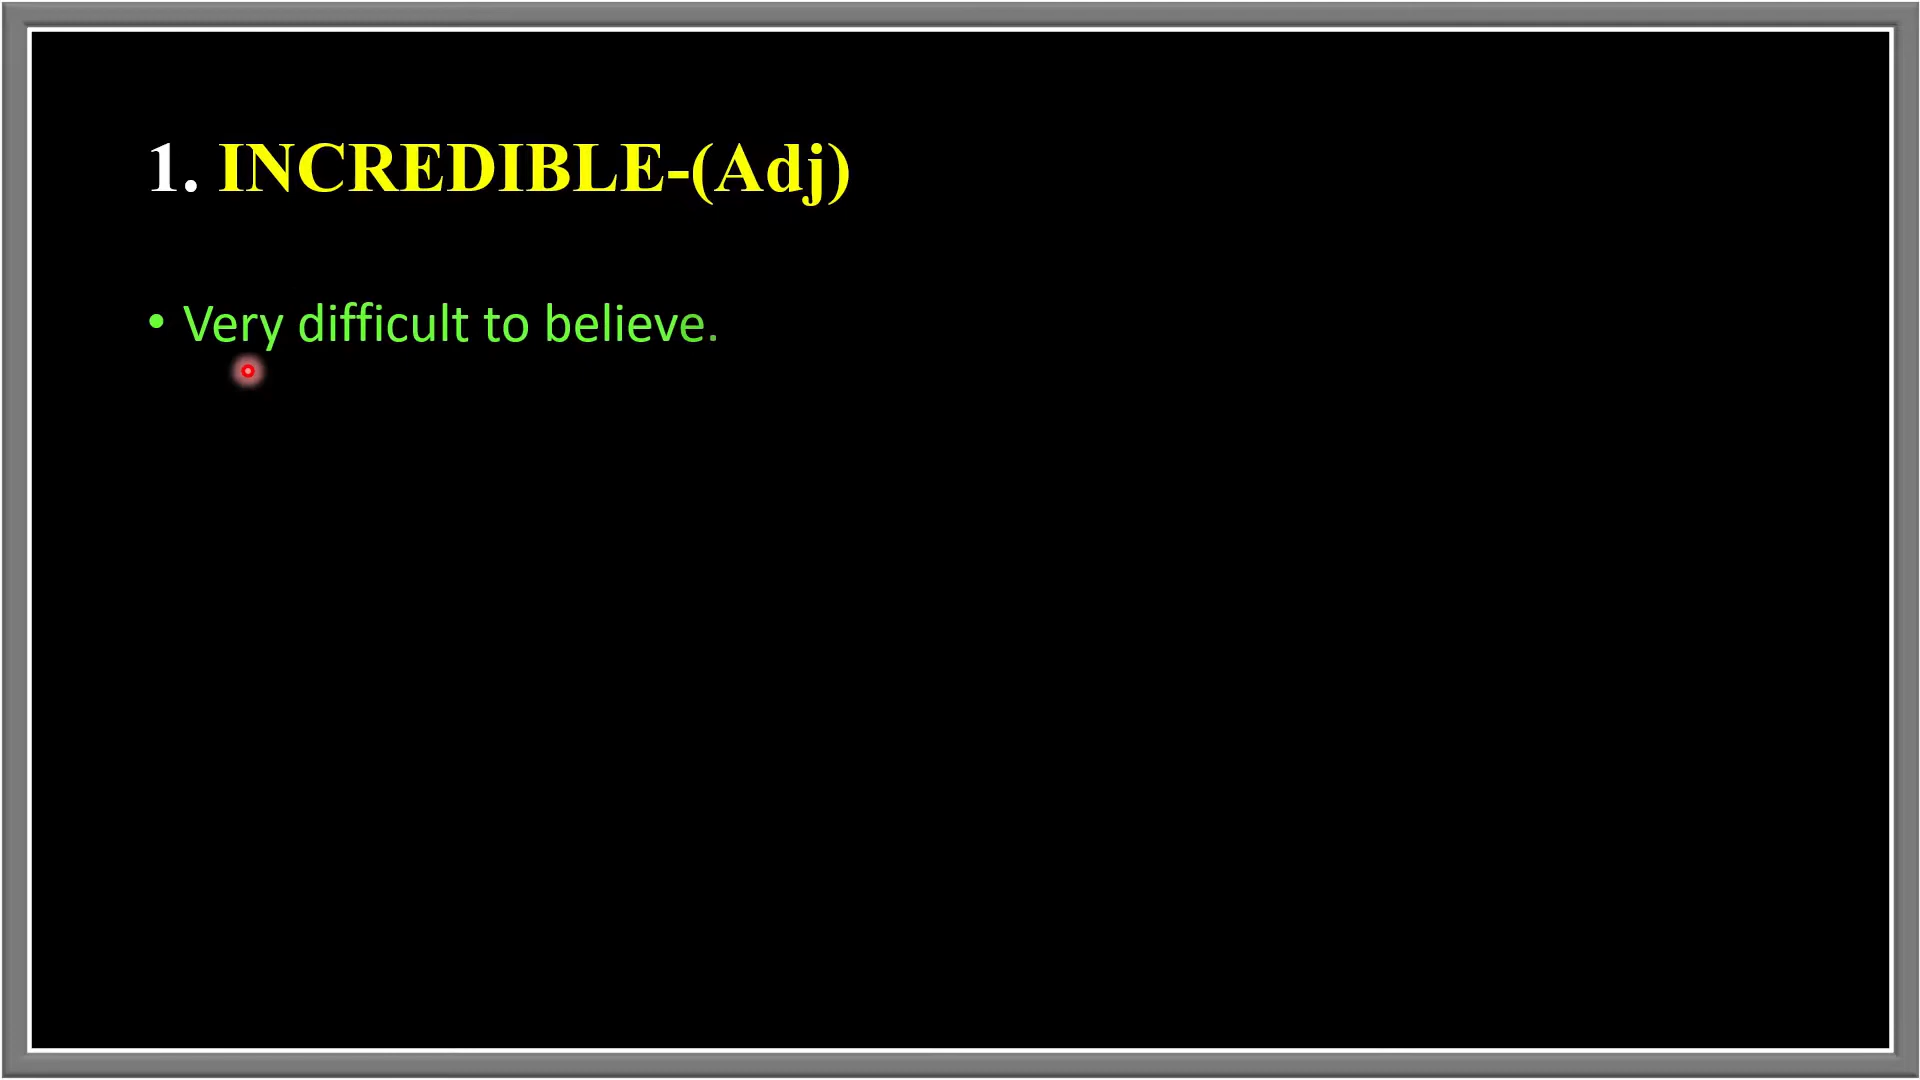 1. INCREDIBLE-(Adj)
• Very difficult to believe.